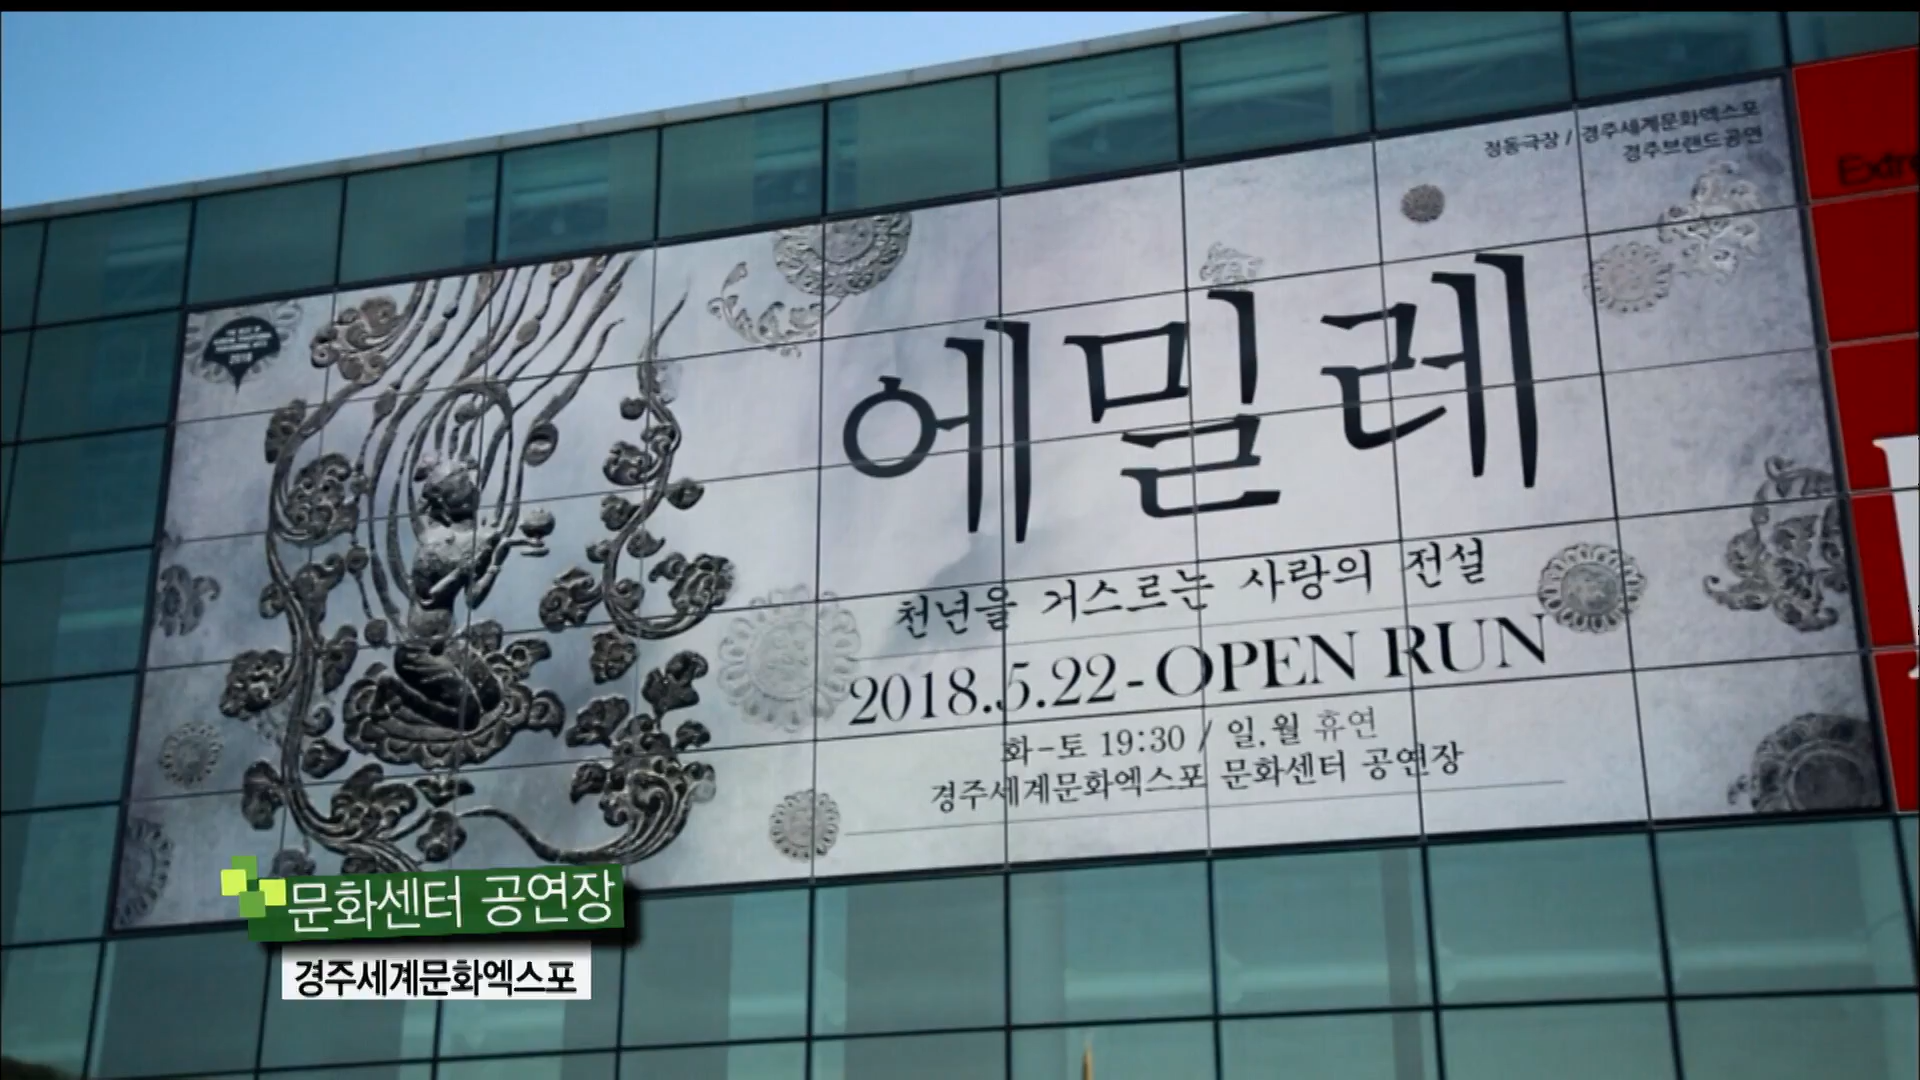 정동극장 / 경주세계문화엑스포
경주브랜드공연
Extre
2018
에밀레
천년을 거스르는 사랑의 전설
2018.5.22-OPEN RUN
화-토 19:30 / 일.월 휴연
경주세계문화엑스포 문화센터 공연장
문화센터 공연장
경주세계문화엑스포